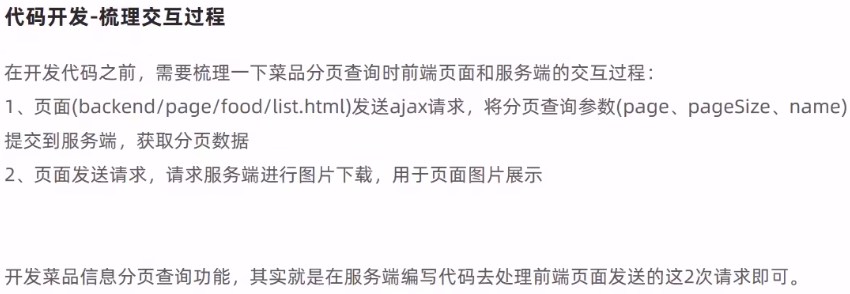 代码开发-梳理交互过程
在开发代码之前，需要梳理一下菜品分页查询时前端页面和服务端的交互过程：
1、页面(backend/page/food/list.html)发送ajax请求，将分页查询参数(page、pageSize、name)
提交到服务端，获取分页数据
2、页面发送请求，请求服务端进行图片下载，用于页面图片展示
开发菜品信息分页查询功能，其实就是在服务端编写代码去处理前端页面发送的这2次请求即可。